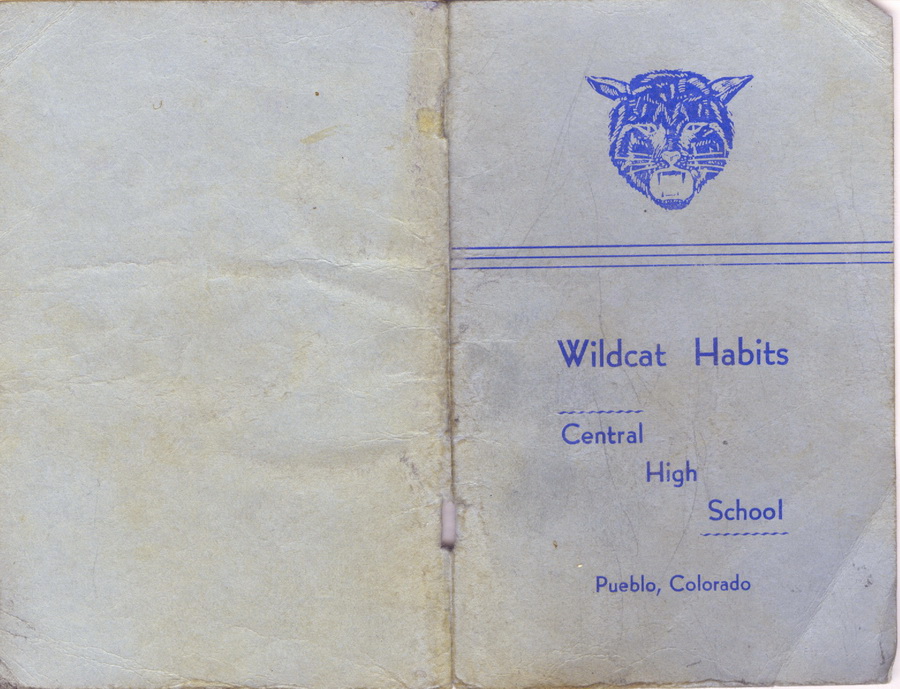 Wildcat Habits
Central
High
School
Pueblo, Colorado